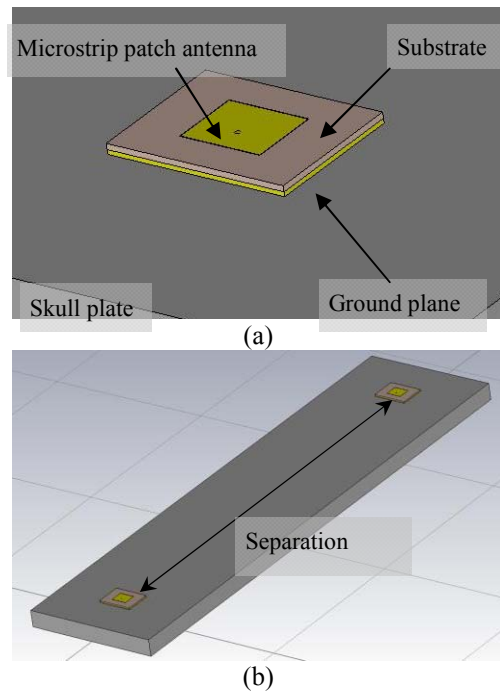 Microstrip patch antenna
Substrate
Skull plate
Ground plane
(a)
Separation
(b)